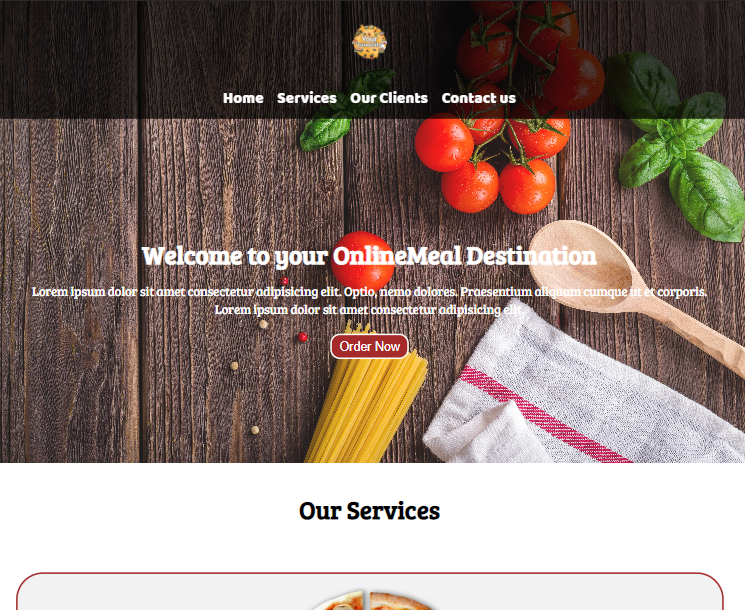 Home Services Our Clients Contact us
Welcome to your OnlineMeal Destination
Lorem ipsum dolor sit amet consectetur adipisicing elit. Optio, nemo dolores. Praesentium aliquam cumque ut et corporis.
Lorem ipsum dolor sit amet consectetur adipisicing elit.
Order Now
Our Services